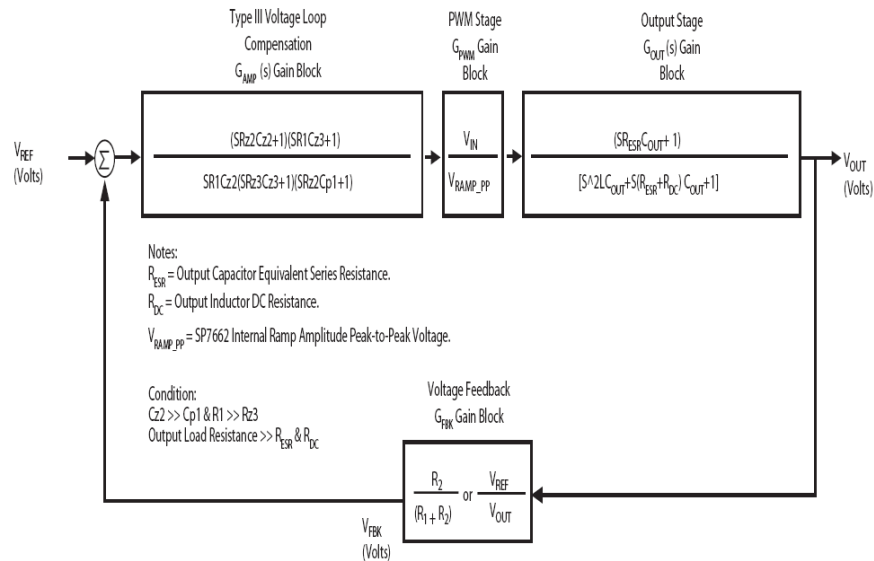 Type III Voltage Loop
Compensation
G_AMP (s) Gain Block
PWM Stage
G_PWM Gain
Block
Output Stage
G_OUT (s) Gain
Block
V_REF
(Volts)
Σ
(SRz2Cz2+1)(SR1Cz3+1)
SR1Cz2(SRz3Cz3+1)(SRz2Cp1+1)
V_IN
V_RAMP_PP
(SR_ESRC_OUT+ 1)
[S^2LC_OUT+S(R_ESR+R_DC) C_OUT+1]
V_OUT
(Volts)
Notes:
R_ESR = Output Capacitor Equivalent Series Resistance.
R_DC = Output Inductor DC Resistance.
V_RAMP_PP = SP7662 Internal Ramp Amplitude Peak-to-Peak Voltage.
Condition:
Cz2 >> Cp1 & R1 >> Rz3
Output Load Resistance >> R_ESR & R_DC
Voltage Feedback
G_FBK Gain Block
R_2
(R_1 + R_2)
or
V_REF
V_OUT
V_FBK
(Volts)